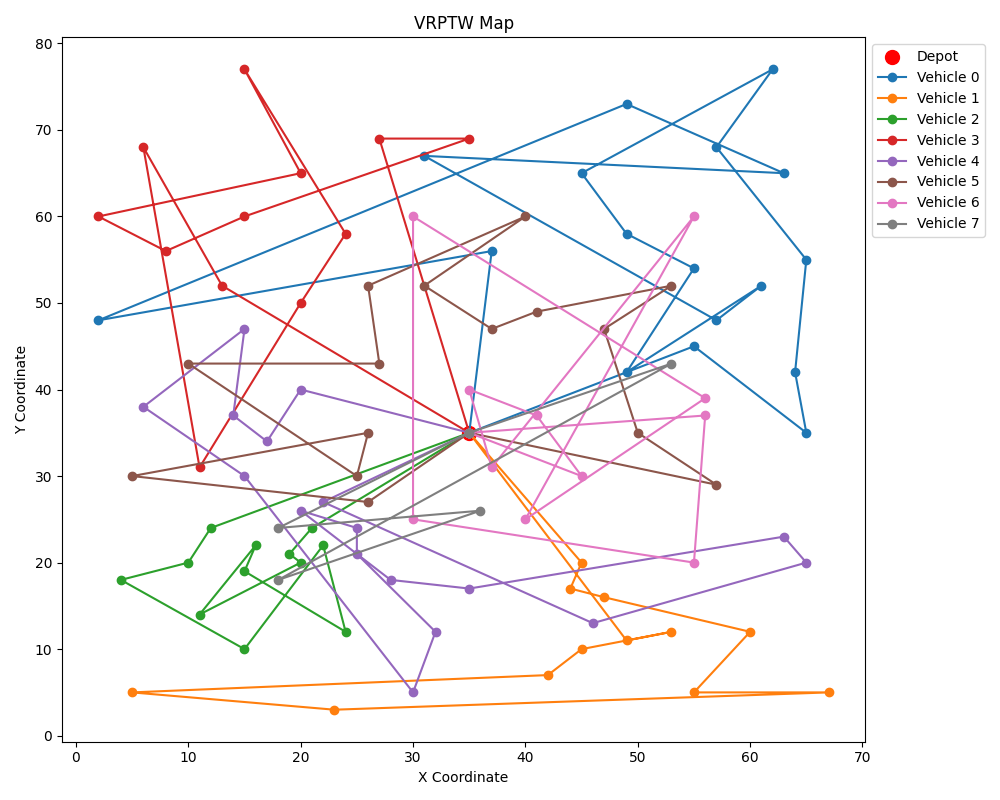 VRPTW Map
Depot
Vehicle 0
Vehicle 1
Vehicle 2
Vehicle 3
Vehicle 4
Vehicle 5
Vehicle 6
Vehicle 7
80
70
60
50
40
30
20
10
0
Y Coordinate
0 10 20 30 40 50 60 70
X Coordinate